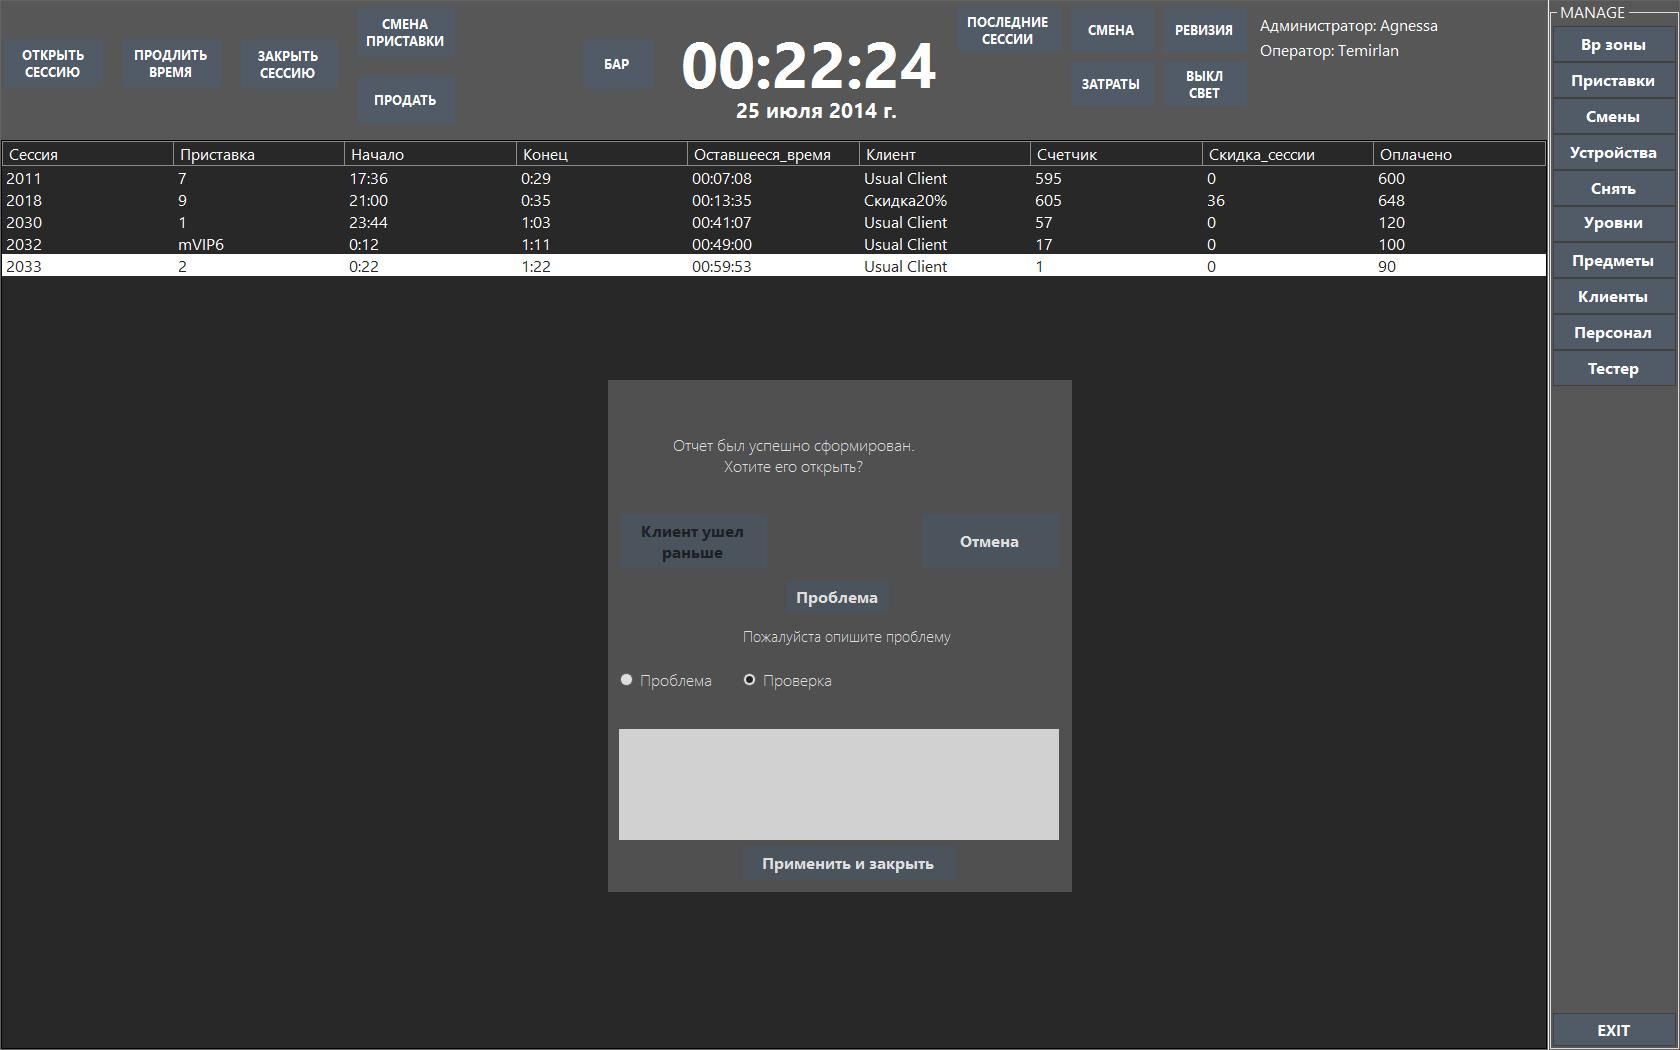 ОТКРЫТЬ
СЕССИЮ
ПРОДЛИТЬ
ВРЕМЯ
ЗАКРЫТЬ
СЕССИЮ
СМЕНА
ПРИСТАВКИ
ПРОДАТЬ
БАР
00:22:24
25 июля 2014 г.
ПОСЛЕДНИЕ
СЕССИИ
СМЕНА
РЕВИЗИЯ
ЗАТРАТЫ
ВЫКЛ
СВЕТ
Администратор: Agnessa
Оператор: Temirlan
MANAGE
Вр зоны
Приставки
Смены
Устройства
Снять
Уровни
Предметы
Клиенты
Персонал
Тестер
EXIT
Сессия Приставка Начало Конец Оставшееся_время Клиент Счетчик Скидка_сессии Оплачено
2011 7 17:36 0:29 00:07:08 Usual Client 595 0 600
2018 9 21:00 0:35 00:13:35 Скидка20% 605 36 648
2030 1 23:44 1:03 00:41:07 Usual Client 57 0 120
2032 mVIP6 0:12 1:11 00:49:00 Usual Client 17 0 100
2033 2 0:22 1:22 00:59:53 Usual Client 1 0 90
Отчет был успешно сформирован.
Хотите его открыть?
Клиент ушел
раньше
Отмена
Проблема
Пожалуйста опишите проблему
Проблема Проверка
Применить и закрыть